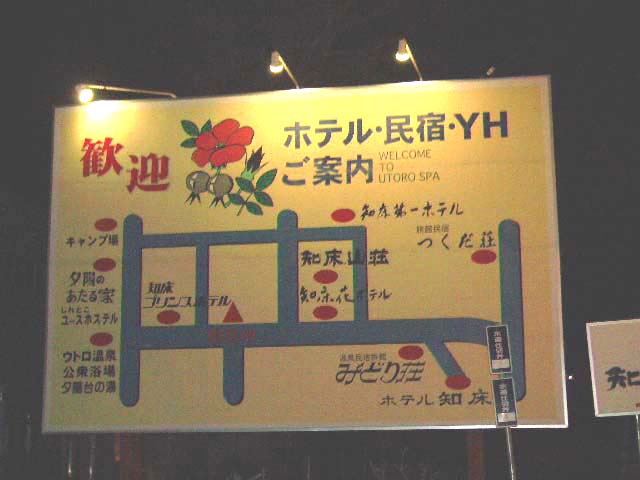 歓迎
ホテル・民宿・YH
ご案内
WELCOME
TO
UTORO SPA
知床第一ホテル
旅館民宿
つくだ荘
キャンプ場
知床山荘
夕陽の
あたる家
しれとこ
ユースホステル
知床
プリンスホテル
知床花ホテル
ウトロ温泉
公衆浴場
夕陽台の湯
温泉民宿旅館
みどり荘
ホテル知床